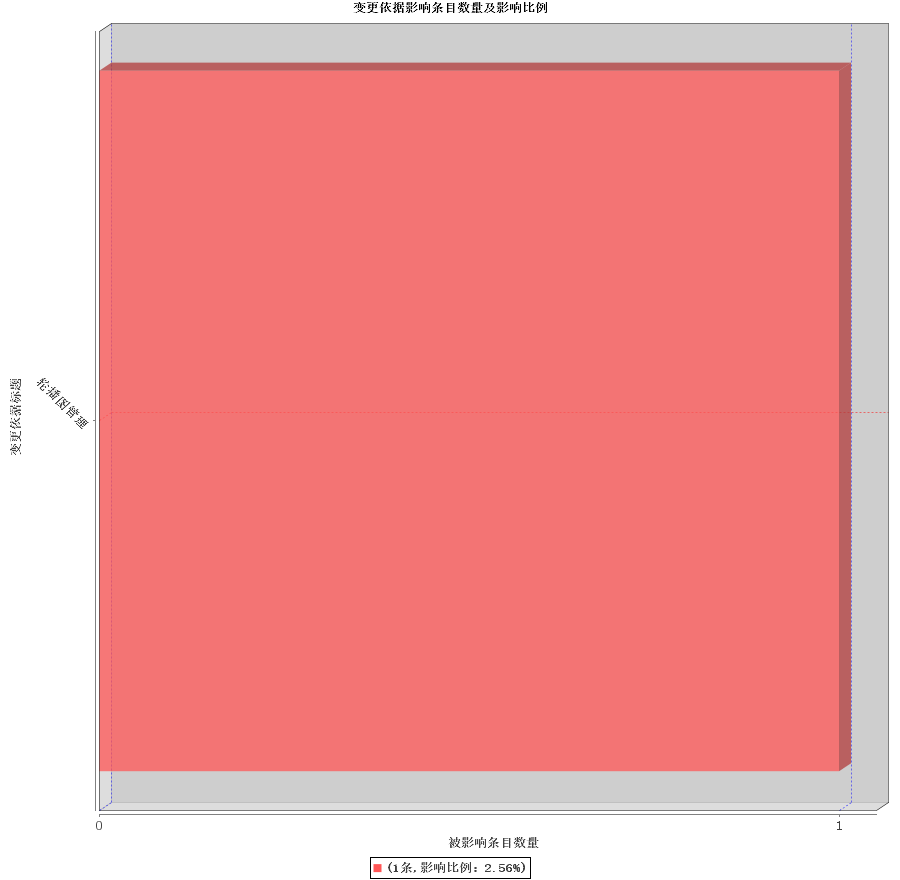 变更依据影响条目数量及影响比例
变更依据标题
轮播图管理
0 1
被影响条目数量
(1条,影响比例: 2.56%)